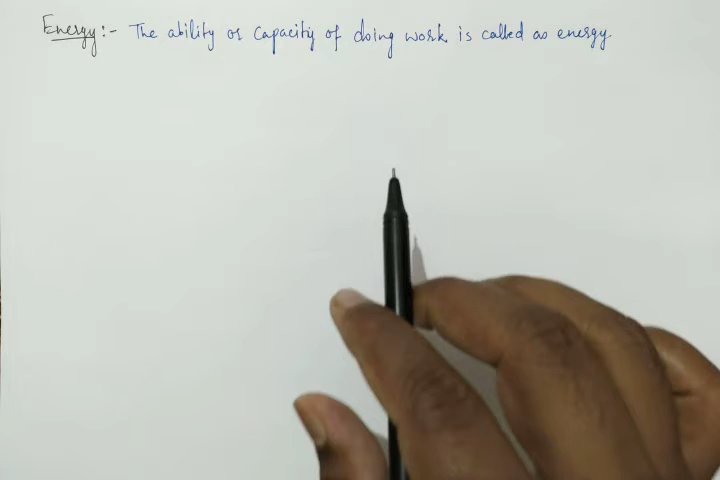 Energy:- The ability or capacity of doing work is called as energy.